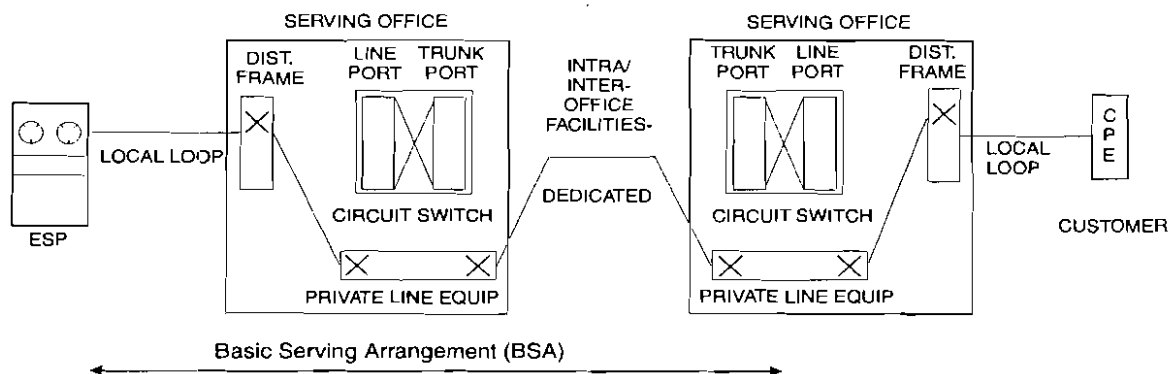 SERVING OFFICE
SERVING OFFICE
DIST.
FRAME
LINE
PORT
TRUNK
PORT
INTRA/
INTER-
OFFICE
FACILITIES-
TRUNK
PORT
LINE
PORT
DIST.
FRAME
LOCAL LOOP
ESP
CIRCUIT SWITCH
DEDICATED
CIRCUIT SWITCH
LOCAL
LOOP
C
P
E
CUSTOMER
PRIVATE LINE EQUIP
PRIVATE LINE EQUIP
Basic Serving Arrangement (BSA)